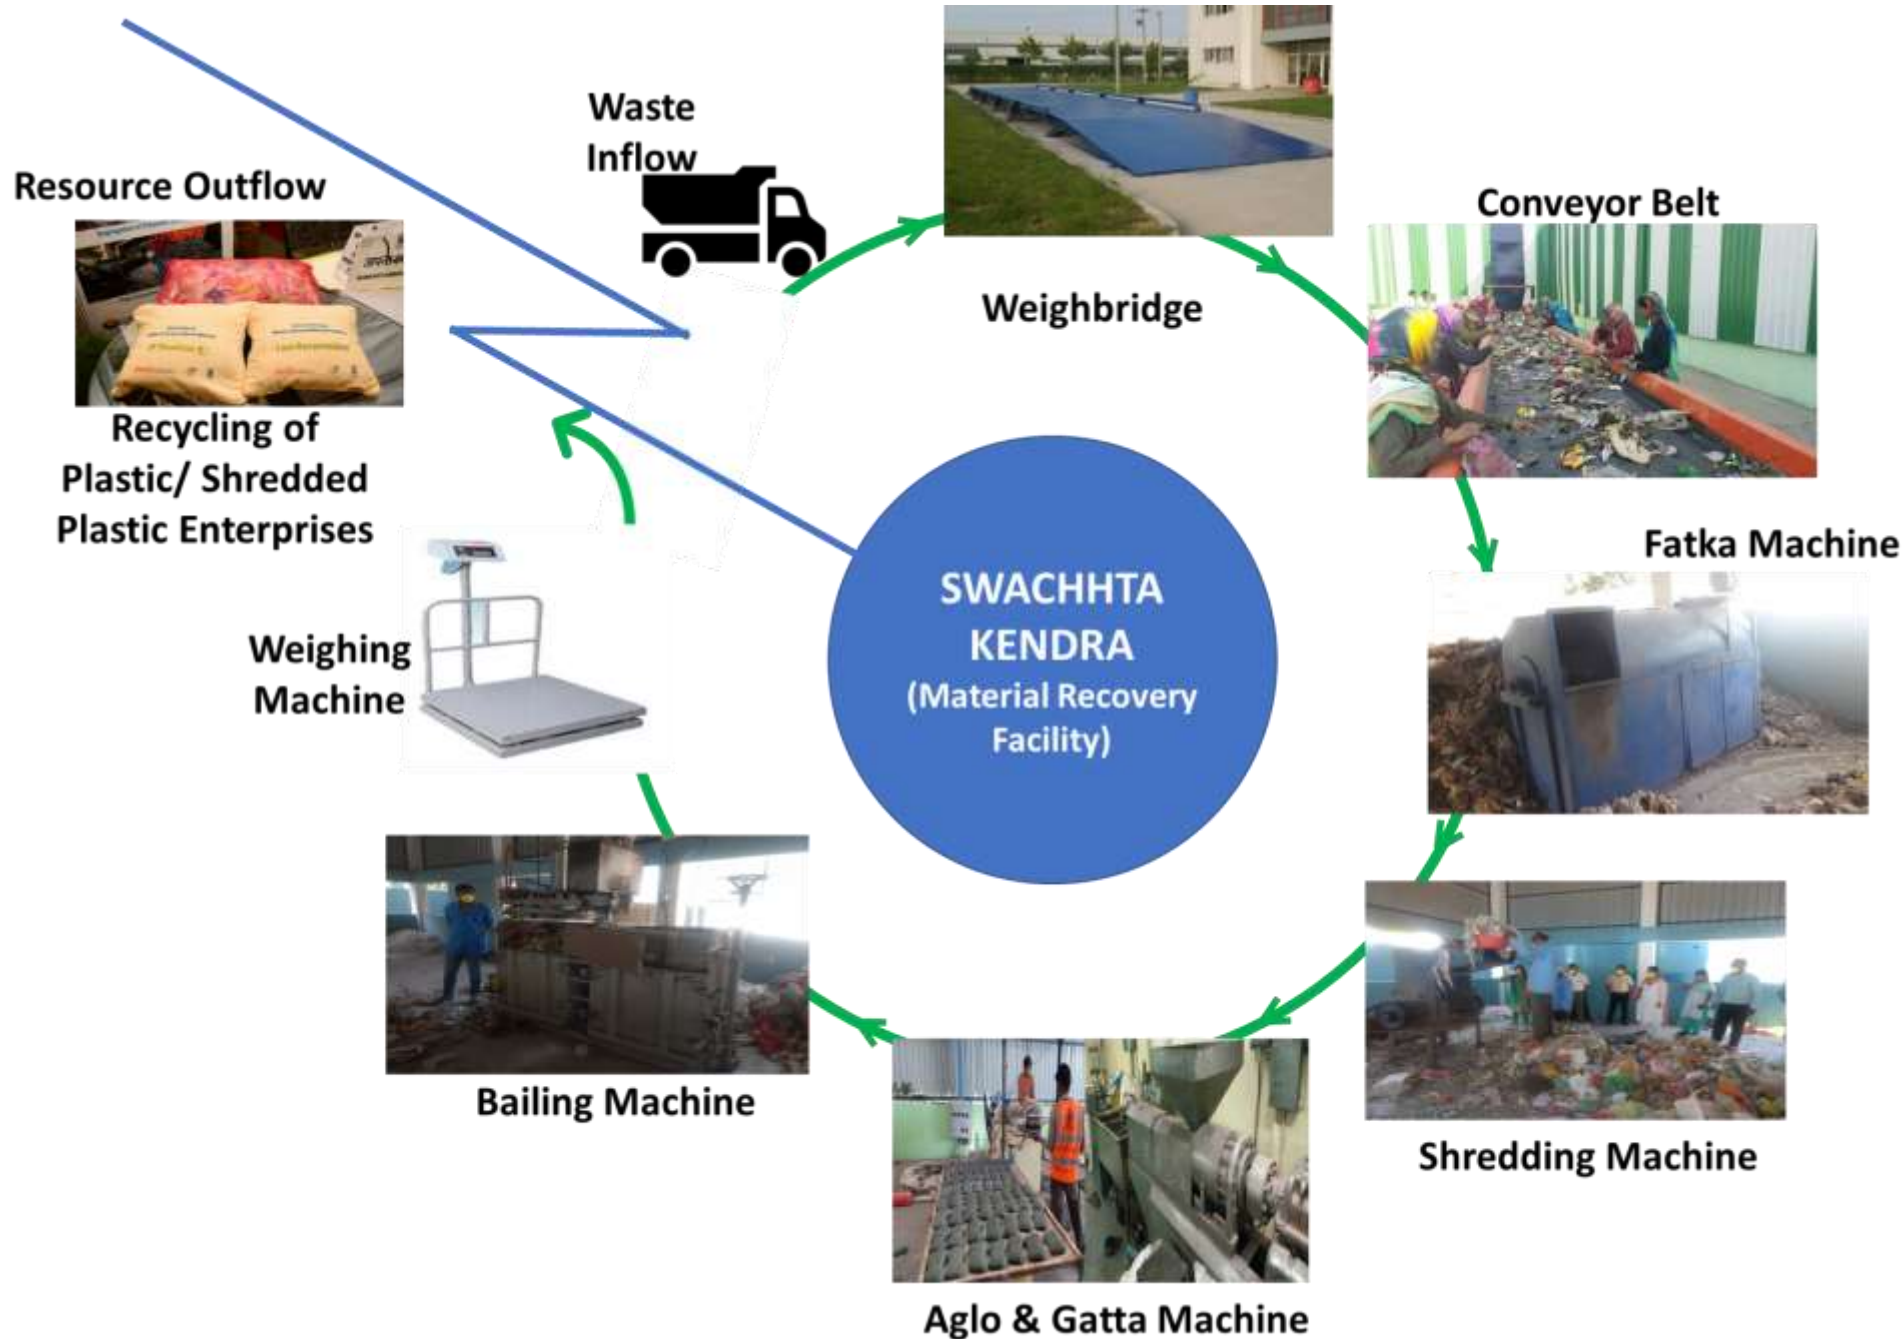 Waste
Inflow
Resource Outflow
Conveyor Belt
Weighbridge
Recycling of
Plastic/ Shredded
Plastic Enterprises
Fatka Machine
SWACHHTA
KENDRA
(Material Recovery
Facility)
Weighing
Machine
Bailing Machine
Shredding Machine
Aglo & Gatta Machine